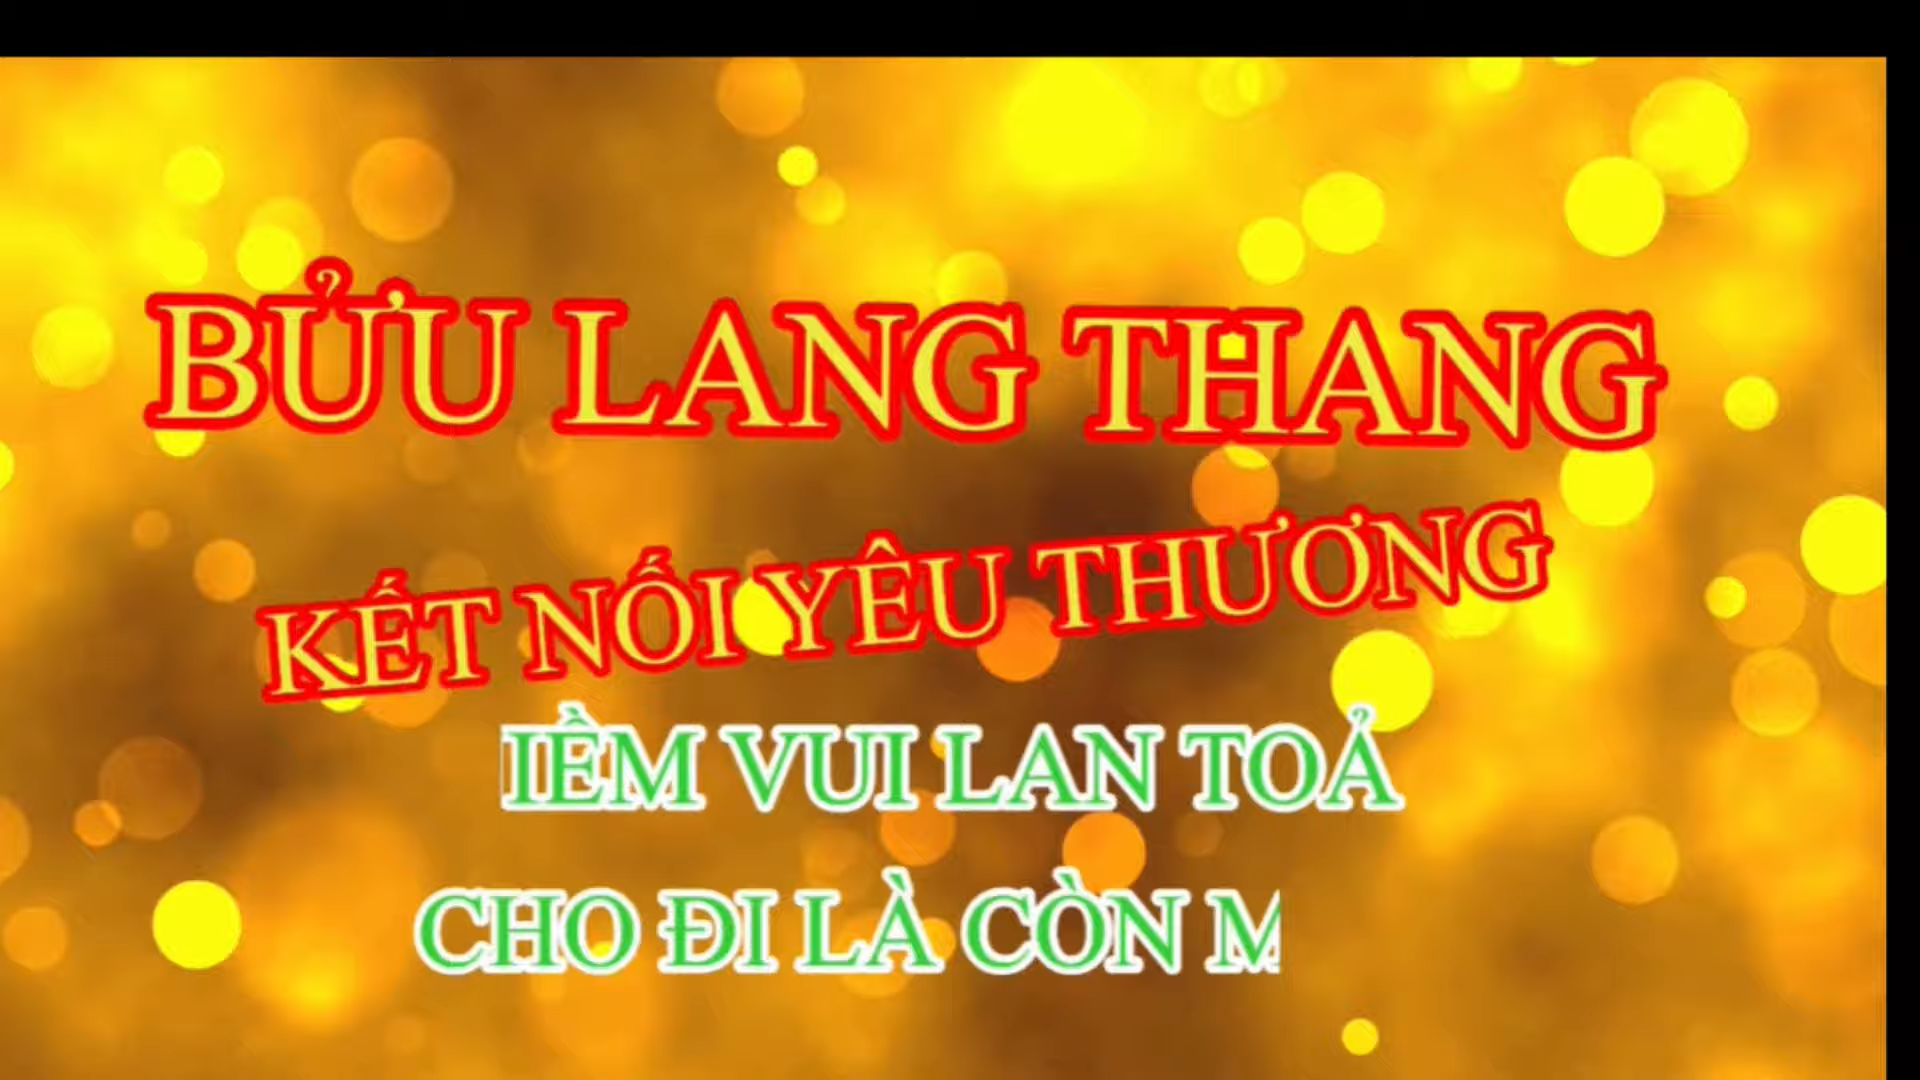 BỬU LANG THANG
KẾT NỐI YÊU THƯƠNG
IỀM VUI LAN TOẢ
CHO ĐI LÀ CÒN M